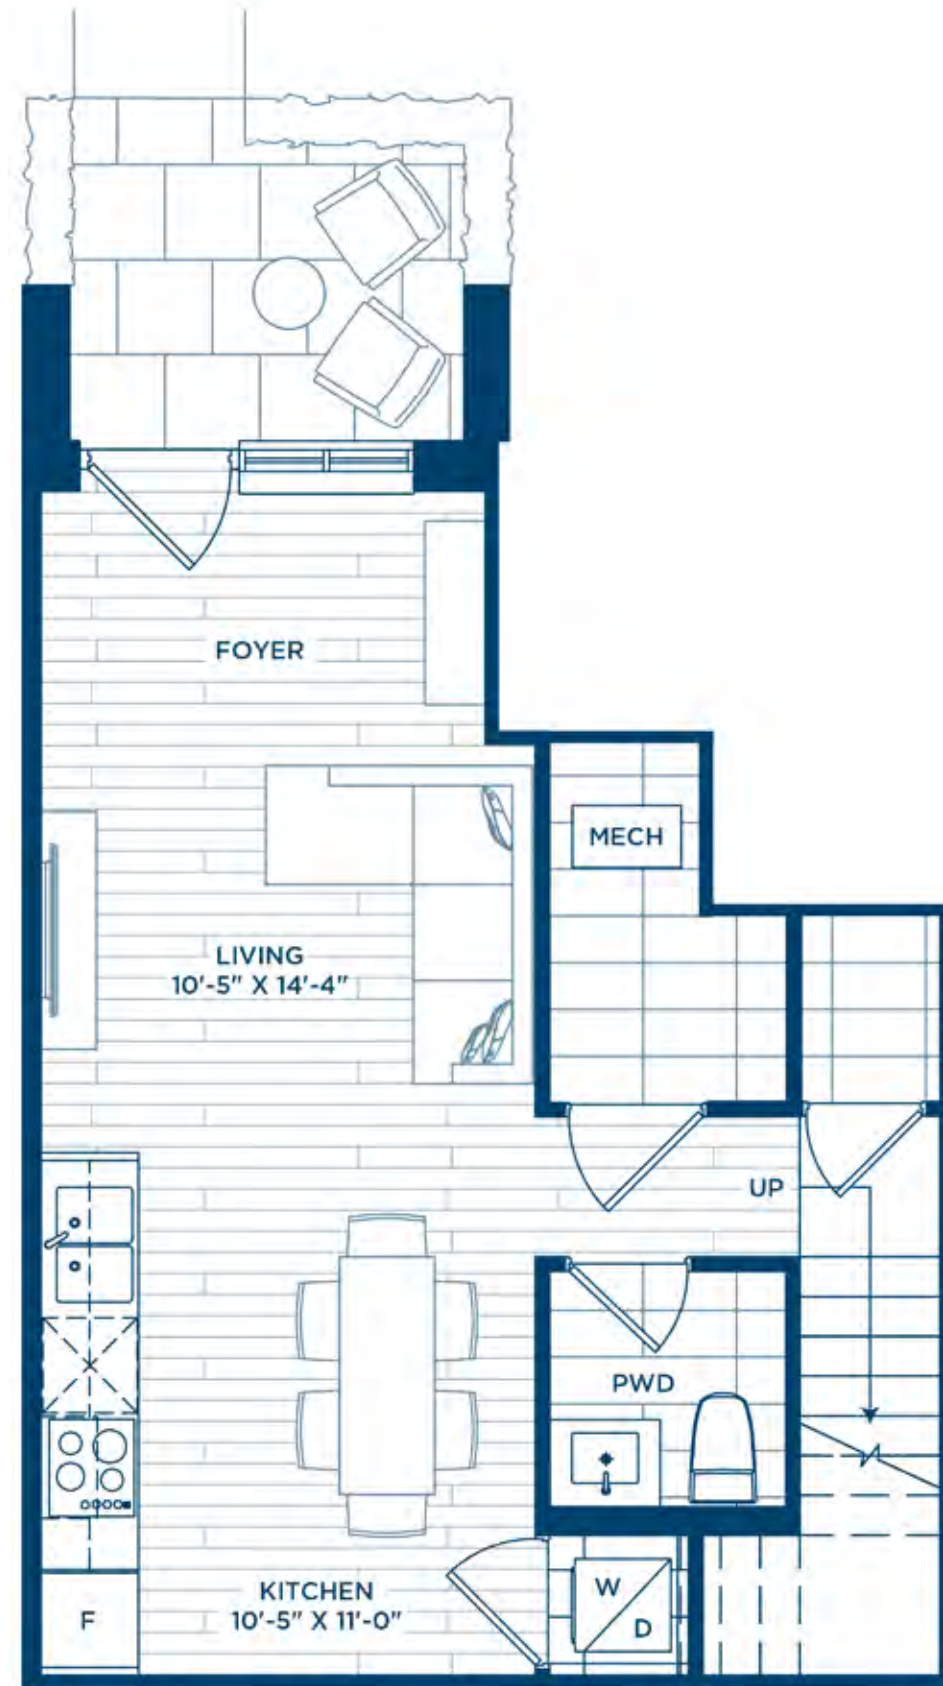 FOYER
MECH
LIVING
10'-5" X 14'-4"
UP
PWD
KITCHEN
10'-5" X 11'-0"
W
D
F